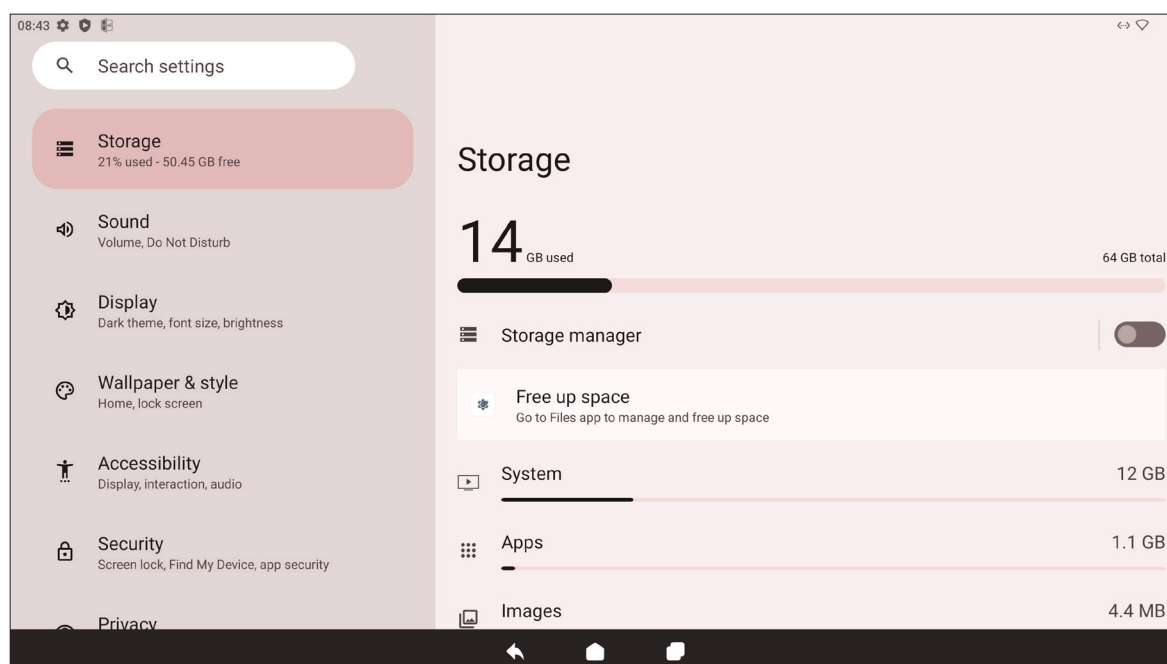 08:43
Search settings
Storage
21% used - 50.45 GB free
Sound
Volume, Do Not Disturb
Display
Dark theme, font size, brightness
Wallpaper & style
Home, lock screen
Accessibility
Display, interaction, audio
Security
Screen lock, Find My Device, app security
Privacy
Storage
14 GB used
64 GB total
Storage manager
Free up space
Go to Files app to manage and free up space
System 12 GB
Apps 1.1 GB
Images 4.4 MB